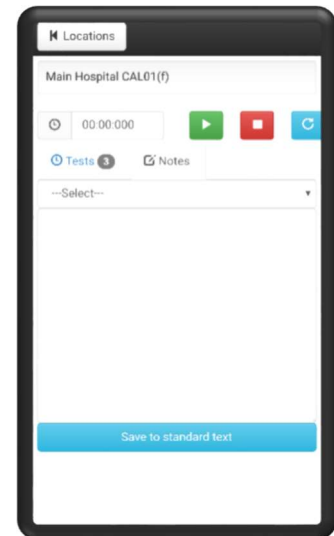 Locations
Main Hospital CAL01(f)
00:00:000
Tests 3 Notes
---Select---
Save to standard text